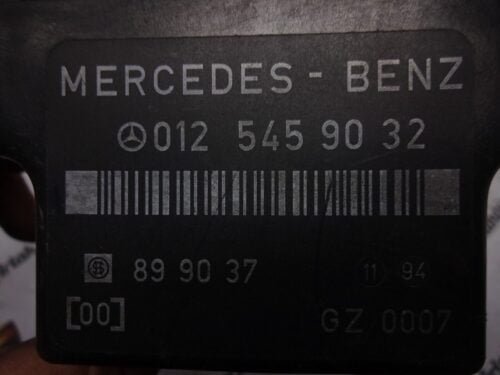 MERCEDES - BENZ
012 545 90 32
89 90 37 11 94
[00] GZ 0007